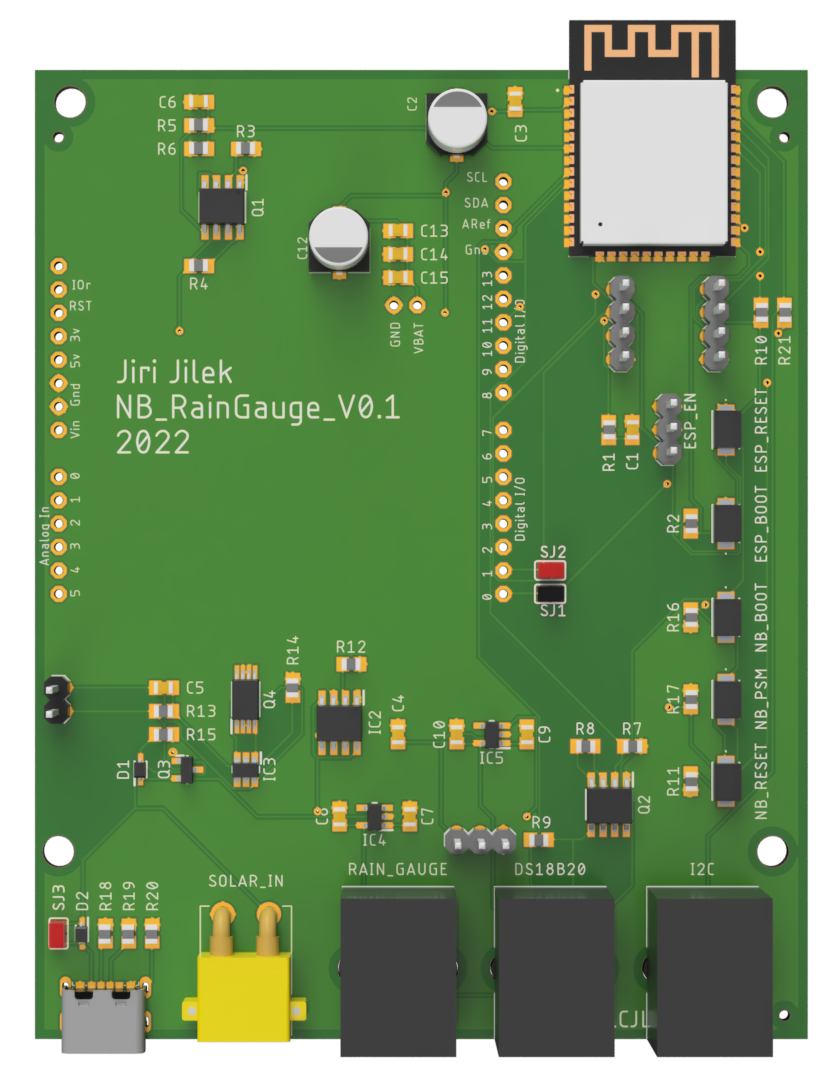 C6
R5
R6
R3
Q1
R4
C2
C3
C12
C13
C14
C15
GND
VBAT
SCL
SDA
ARef
Gnd
13
12
11
10
9
8
Digital I/O
7
6
5
4
3
2
1
0
Digital I/O
IOr
RST
3v
5v
Gnd
Vin
0
1
2
3
4
5
Analog In
Jiri Jilek
NB_RainGauge_V0.1
2022
R10
R21
R1
C1
ESP_EN
ESP_RESET
R2
ESP_BOOT
SJ2
SJ1
R16
NB_BOOT
R17
NB_PSM
R11
NB_RESET
C5
R13
R15
D1
Q3
Q4
R14
IC3
R12
IC2
C4
C10
IC5
C9
R8
R7
Q2
C8
IC4
C7
R9
SJ3
D2
R18
R19
R20
SOLAR_IN
RAIN_GAUGE
DS18B20
I2C